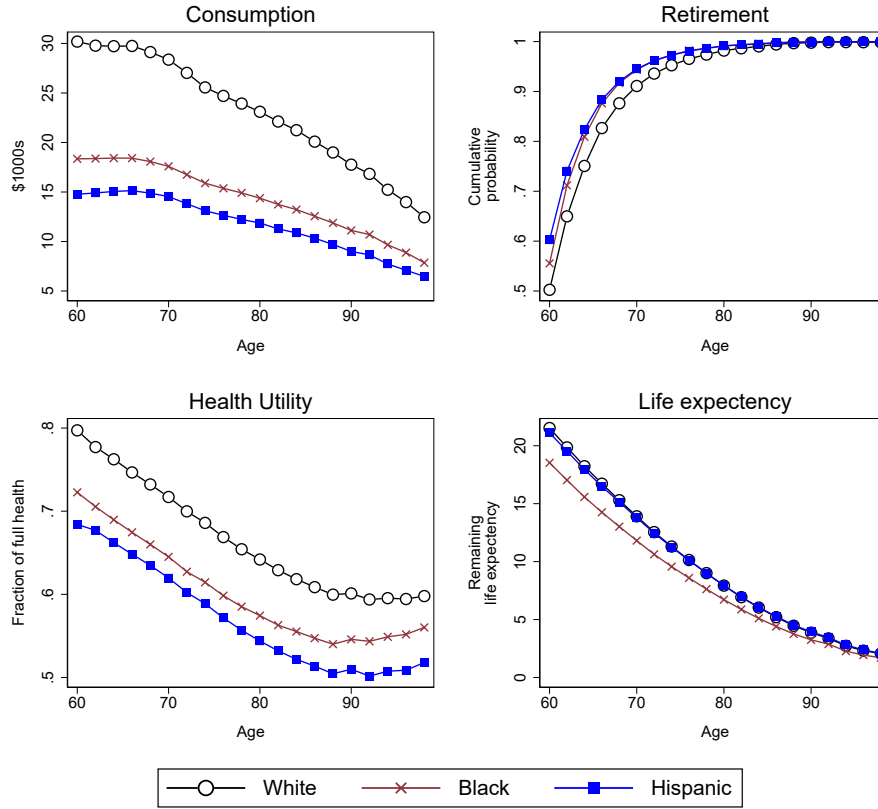 Consumption
30
25
20
15
10
5
$1000s
60
70
80
90
Age
Retirement
1
.9
.8
.7
.6
.5
Cumulative
probability
60
70
80
90
Age
Health Utility
.8
.7
.6
.5
Fraction of full health
60
70
80
90
Age
Life expectency
20
15
10
5
0
Remaining
life expectency
60
70
80
90
Age
White
Black
Hispanic